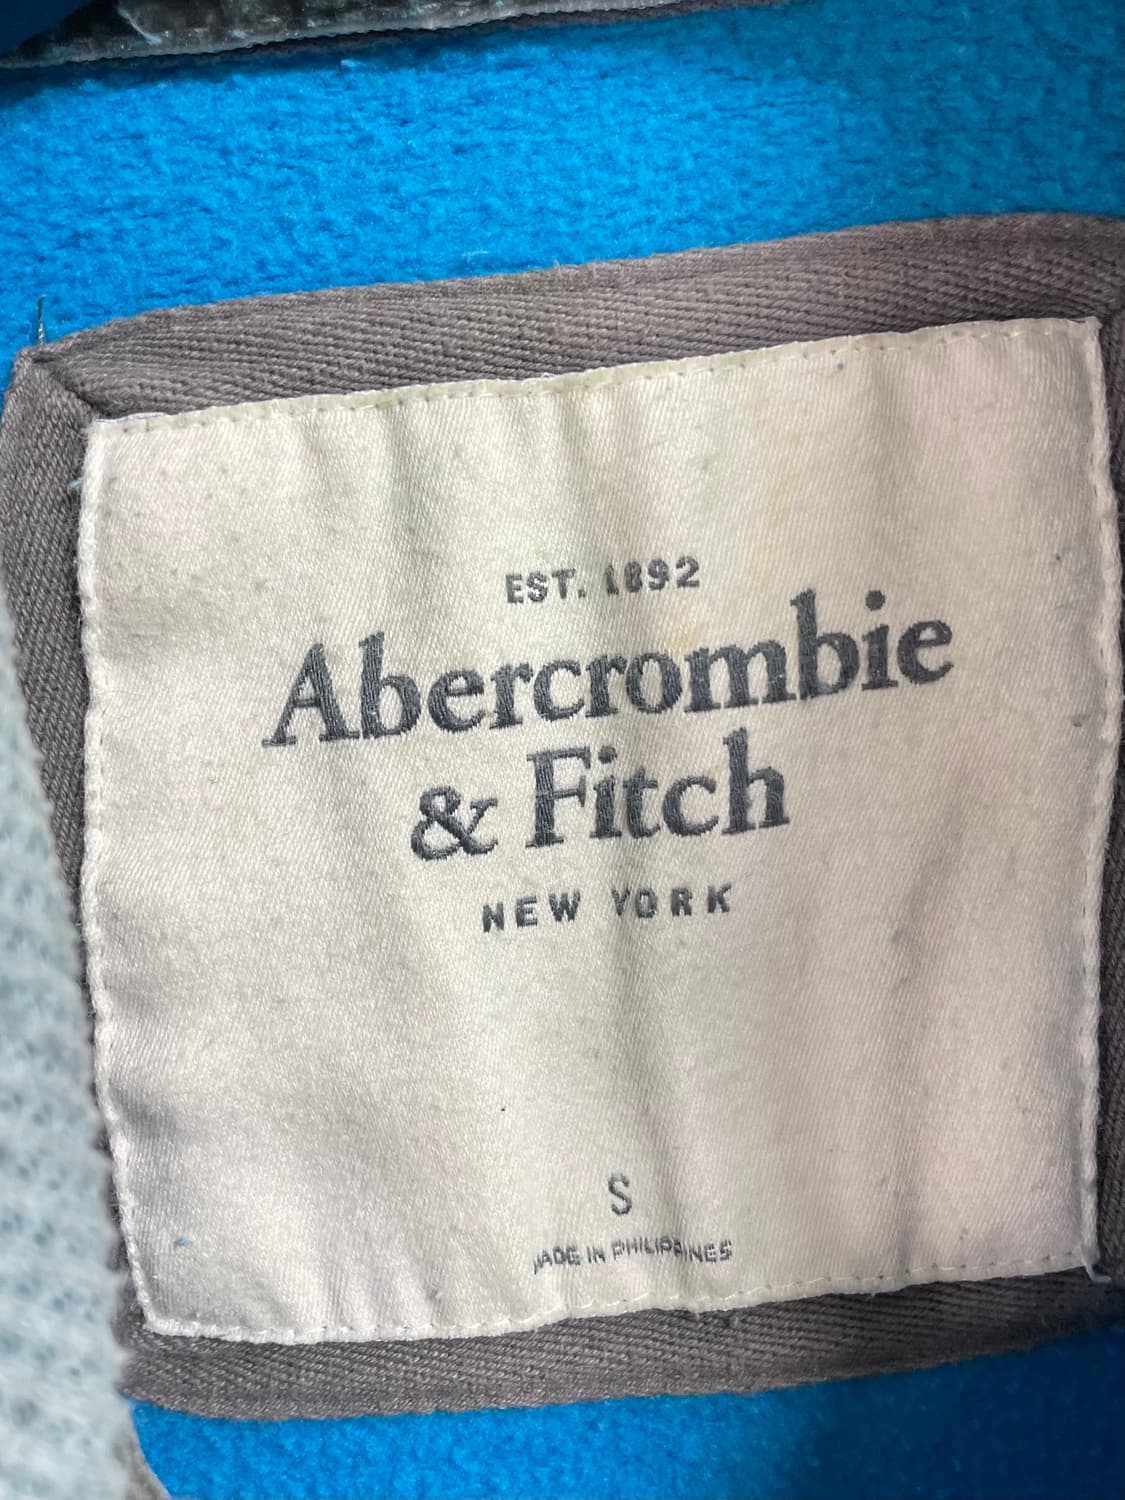 EST. 1892
Abercrombie
& Fitch
NEW YORK
S
MADE IN PHILIPPINES